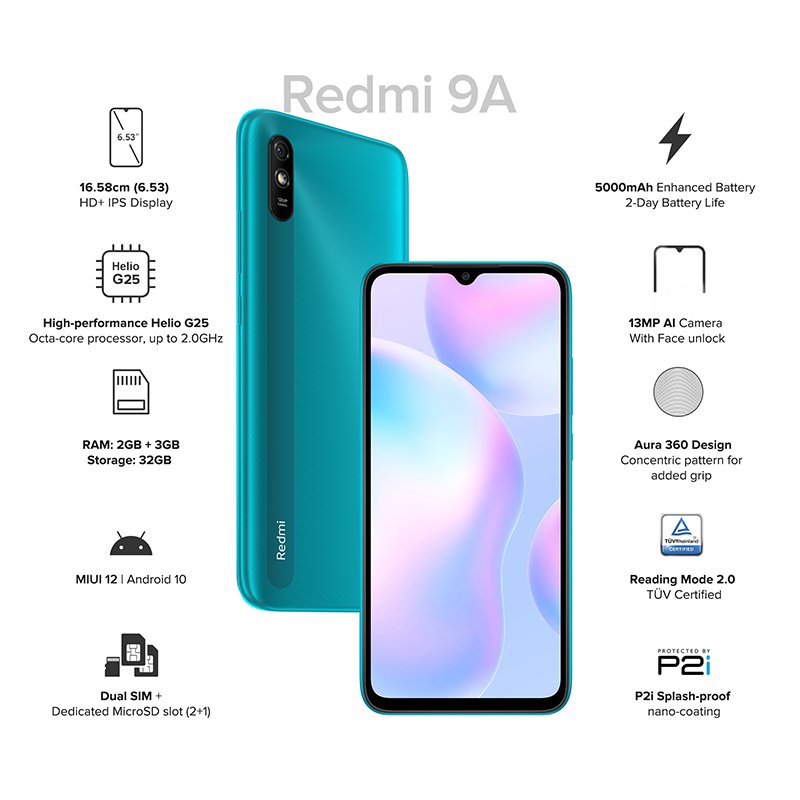 Redmi 9A
6.53"
16.58cm (6.53)
HD+ IPS Display
Helio
G25
High-performance Helio G25
Octa-core processor, up to 2.0GHz
RAM: 2GB + 3GB
Storage: 32GB
MIUI 12 | Android 10
Dual SIM +
Dedicated MicroSD slot (2+1)
Redmi
5000mAh Enhanced Battery
2-Day Battery Life
13MP AI Camera
With Face unlock
Aura 360 Design
Concentric pattern for
added grip
TÜVRheinland
CERTIFIED
Reading Mode 2.0
TÜV Certified
PROTECTED BY
P2i
P2i Splash-proof
nano-coating